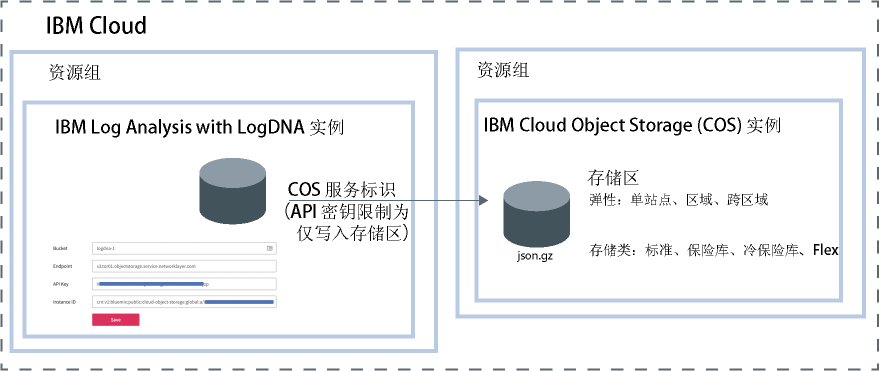 IBM Cloud
资源组
IBM Log Analysis with LogDNA 实例
COS 服务标识
(API 密钥限制为
仅写入存储区)
Bucket
logdna-1
Endpoint
s3.tor01.objectstorage.service.networklayer.com
API Key
Instance ID
crn:v1:bluemix:public:cloud-object-storage:global:a/
Save
资源组
IBM Cloud Object Storage (COS) 实例
存储区
弹性：单站点、区域、跨区域
json.gz
存储类：标准、保险库、冷保险库、Flex